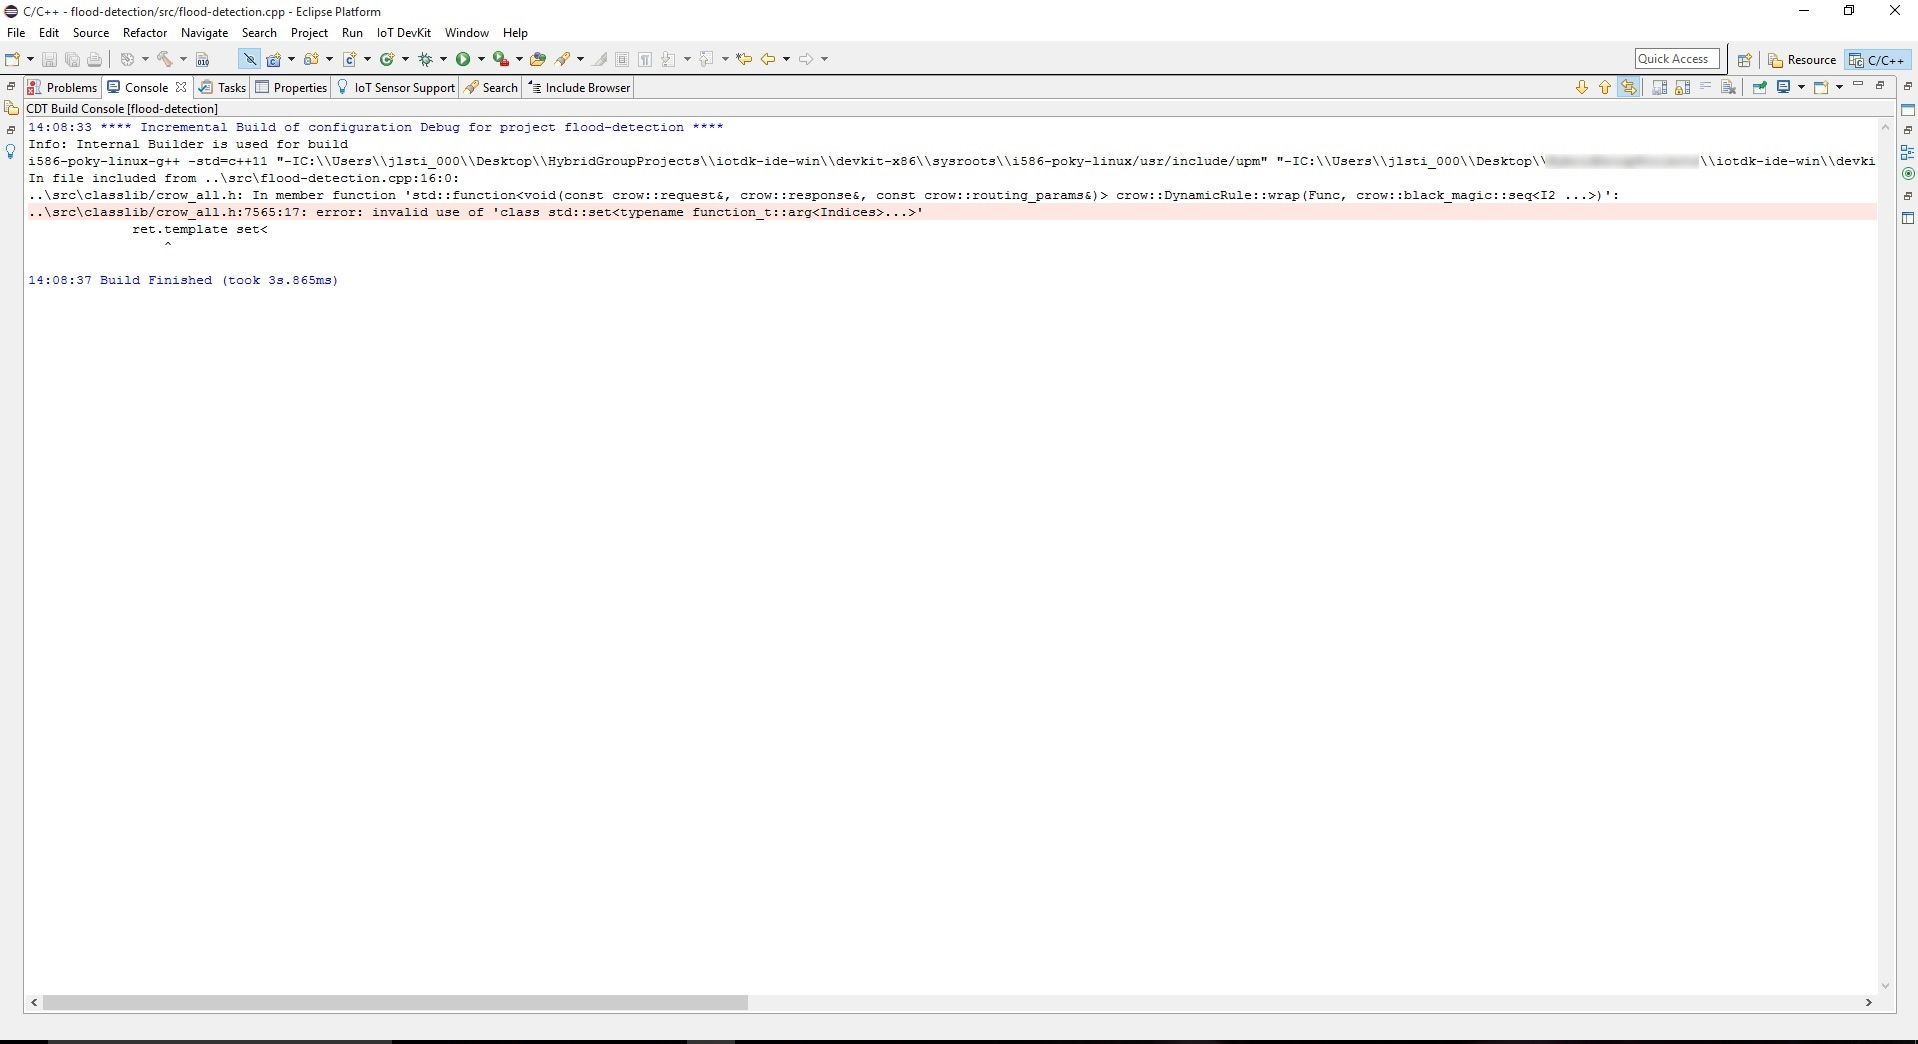 C/C++ - flood-detection/src/flood-detection.cpp - Eclipse Platform
File Edit Source Refactor Navigate Search Project Run IoT DevKit Window Help
010
Quick Access
Resource
C/C++
Problems Console Tasks Properties IoT Sensor Support Search Include Browser
CDT Build Console [flood-detection]
14:08:33 **** Incremental Build of configuration Debug for project flood-detection ****
Info: Internal Builder is used for build
i586-poky-linux-g++ -std=c++11 "-IC:\\Users\\jlsti_000\\Desktop\\HybridGroupProjects\\iotdk-ide-win\\devkit-x86\\sysroots\\i586-poky-linux/usr/include/upm" "-IC:\\Users\\jlsti_000\\Desktop\\ \\iotdk-ide-win\\devki
In file included from ..\src\flood-detection.cpp:16:0:
..\src\classlib/crow_all.h: In member function 'std::function<void(const crow::request&, crow::response&, const crow::routing_params&)> crow::DynamicRule::wrap(Func, crow::black_magic::seq<I2 ...>)':
..\src\classlib/crow_all.h:7565:17: error: invalid use of 'class std::set<typename function_t::arg<Indices>...>'
ret.template set<
^
14:08:37 Build Finished (took 3s.865ms)